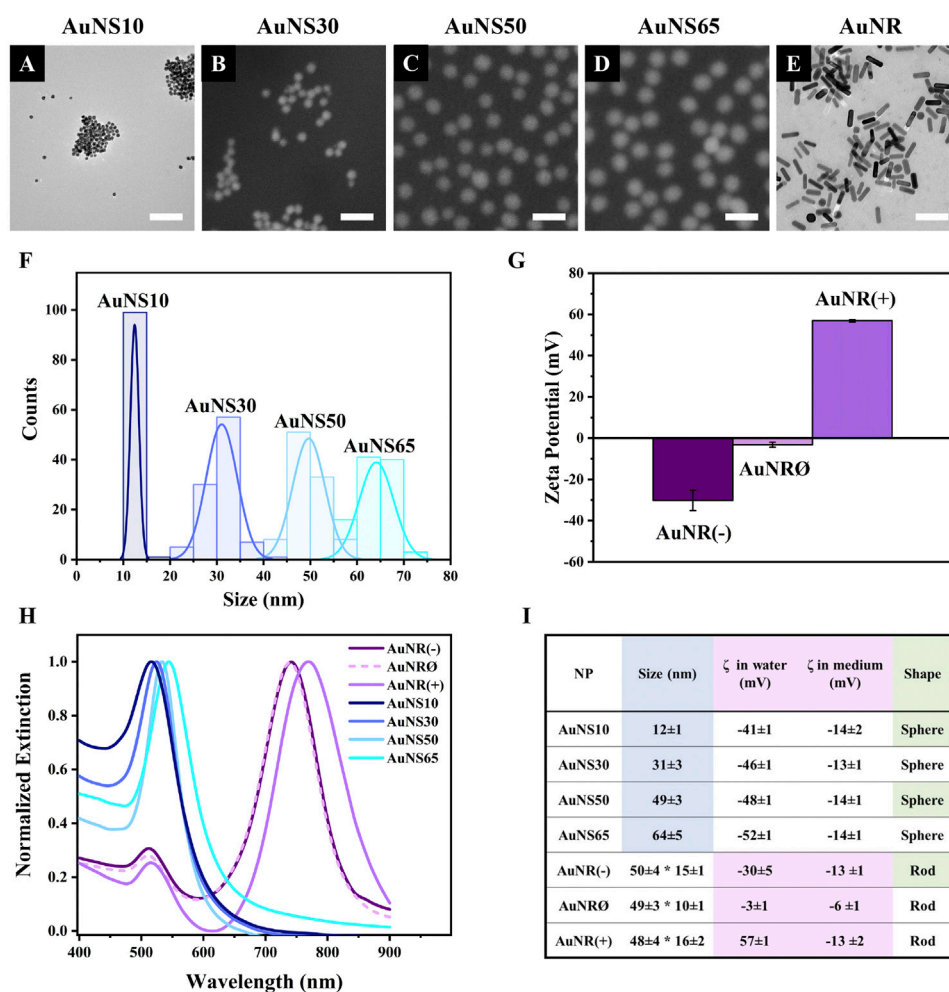 AuNS10 AuNS30 AuNS50 AuNS65 AuNR
A B C D E
F
AuNS10
AuNS30
AuNS50
AuNS65
Counts
100
80
60
40
20
0
0 10 20 30 40 50 60 70 80
Size (nm)
G
AuNR(+)
AuNRØ
AuNR(-)
Zeta Potential (mV)
80
60
40
20
0
-20
-40
-60
H
AuNR(-)
AuNRØ
AuNR(+)
AuNS10
AuNS30
AuNS50
AuNS65
Normalized Extinction
1.0
0.8
0.6
0.4
0.2
0.0
400 500 600 700 800 900
Wavelength (nm)
I
NP Size (nm) ζ in water (mV) ζ in medium (mV) Shape
AuNS10 12±1 -41±1 -14±2 Sphere
AuNS30 31±3 -46±1 -13±1 Sphere
AuNS50 49±3 -48±1 -14±1 Sphere
AuNS65 64±5 -52±1 -14±1 Sphere
AuNR(-) 50±4 * 15±1 -30±5 -13 ±1 Rod
AuNRØ 49±3 * 10±1 -3±1 -6 ±1 Rod
AuNR(+) 48±4 * 16±2 57±1 -13 ±2 Rod